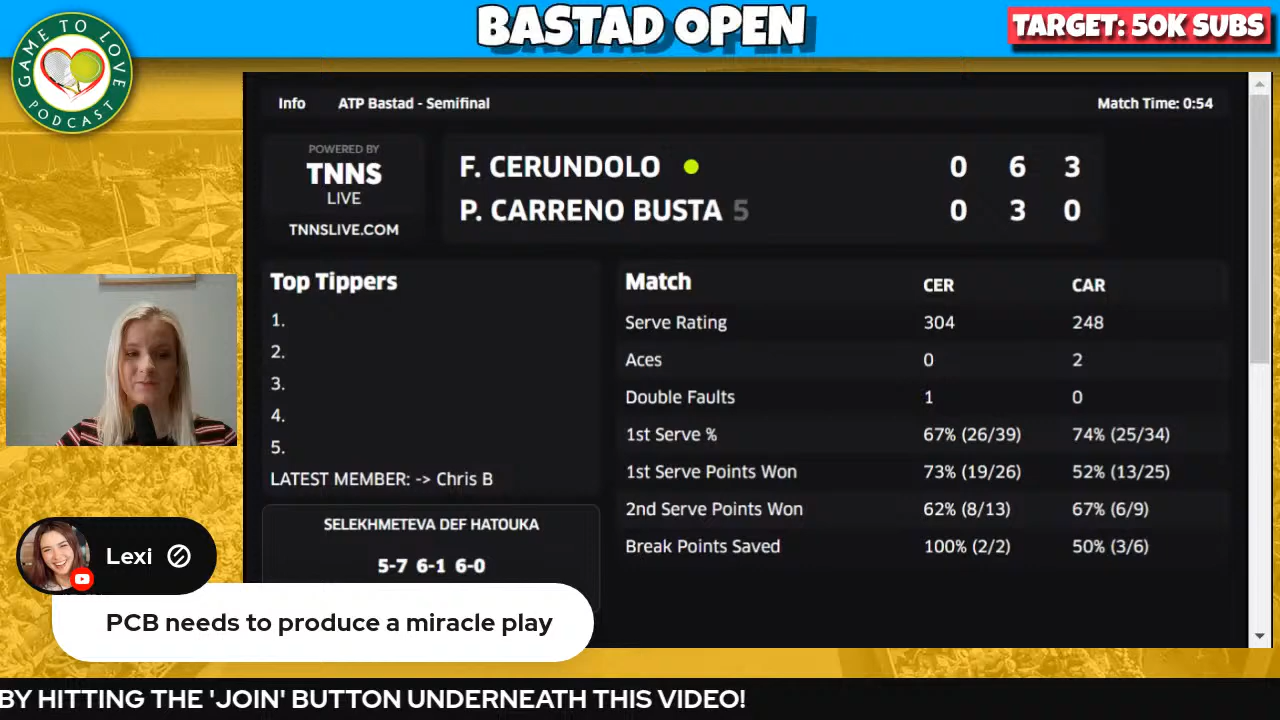 BASTAD OPEN
TARGET: 50K SUBS
GAME TO LOVE
PODCAST
Info ATP Bastad - Semifinal Match Time: 0:54
POWERED BY
TNNS
LIVE
TNNSLIVE.COM
F. CERUNDOLO 0 6 3
P. CARRENO BUSTA 5 0 3 0
Top Tippers
1.
2.
3.
4.
5.
LATEST MEMBER: -> Chris B
SELEKHMETEVA DEF HATOUKA
5-7 6-1 6-0
Match CER CAR
Serve Rating 304 248
Aces 0 2
Double Faults 1 0
1st Serve % 67% (26/39) 74% (25/34)
1st Serve Points Won 73% (19/26) 52% (13/25)
2nd Serve Points Won 62% (8/13) 67% (6/9)
Break Points Saved 100% (2/2) 50% (3/6)
Lexi
PCB needs to produce a miracle play
BY HITTING THE 'JOIN' BUTTON UNDERNEATH THIS VIDEO!